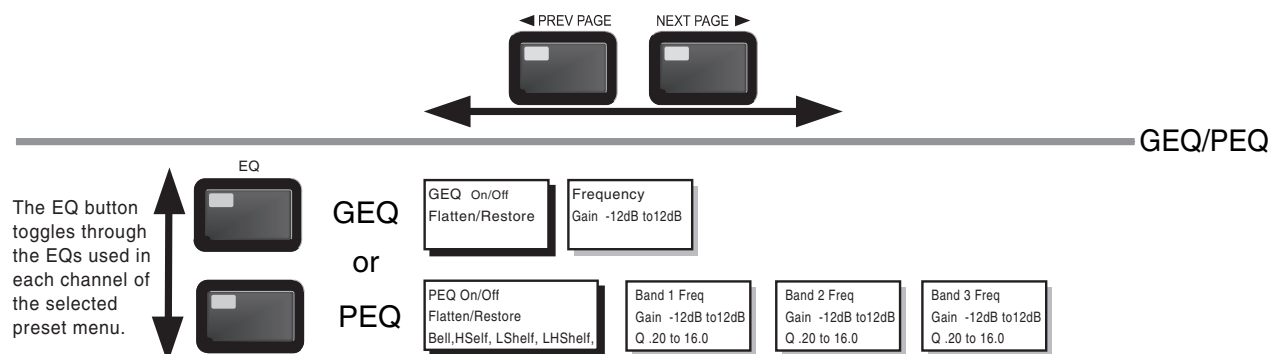 ◄ PREV PAGE NEXT PAGE ►
GEQ/PEQ
EQ
The EQ button
toggles through
the EQs used in
each channel of
the selected
preset menu.
GEQ
or
PEQ
GEQ On/Off
Flatten/Restore
Frequency
Gain -12dB to12dB
PEQ On/Off
Flatten/Restore
Bell,HSelf, LShelf, LHShelf,
Band 1 Freq
Gain -12dB to12dB
Q .20 to 16.0
Band 2 Freq
Gain -12dB to12dB
Q .20 to 16.0
Band 3 Freq
Gain -12dB to12dB
Q .20 to 16.0